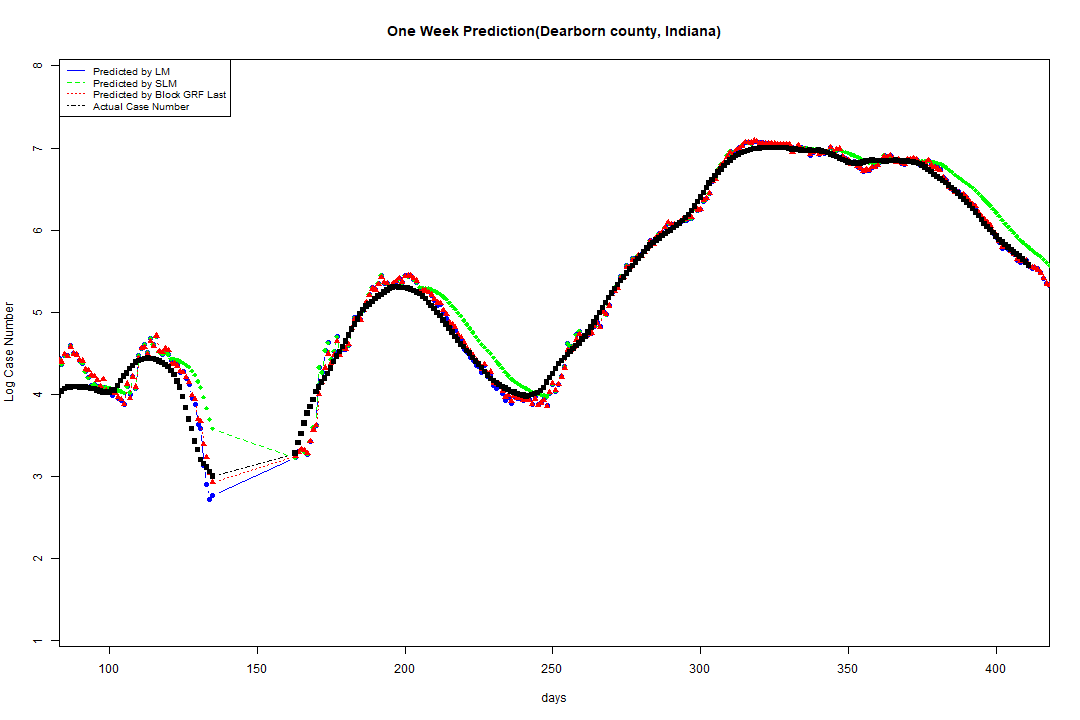 One Week Prediction(Dearborn county, Indiana)
Predicted by LM
Predicted by SLM
Predicted by Block GRF Last
Actual Case Number
Log Case Number
8
7
6
5
4
3
2
1
100 150 200 250 300 350 400
days